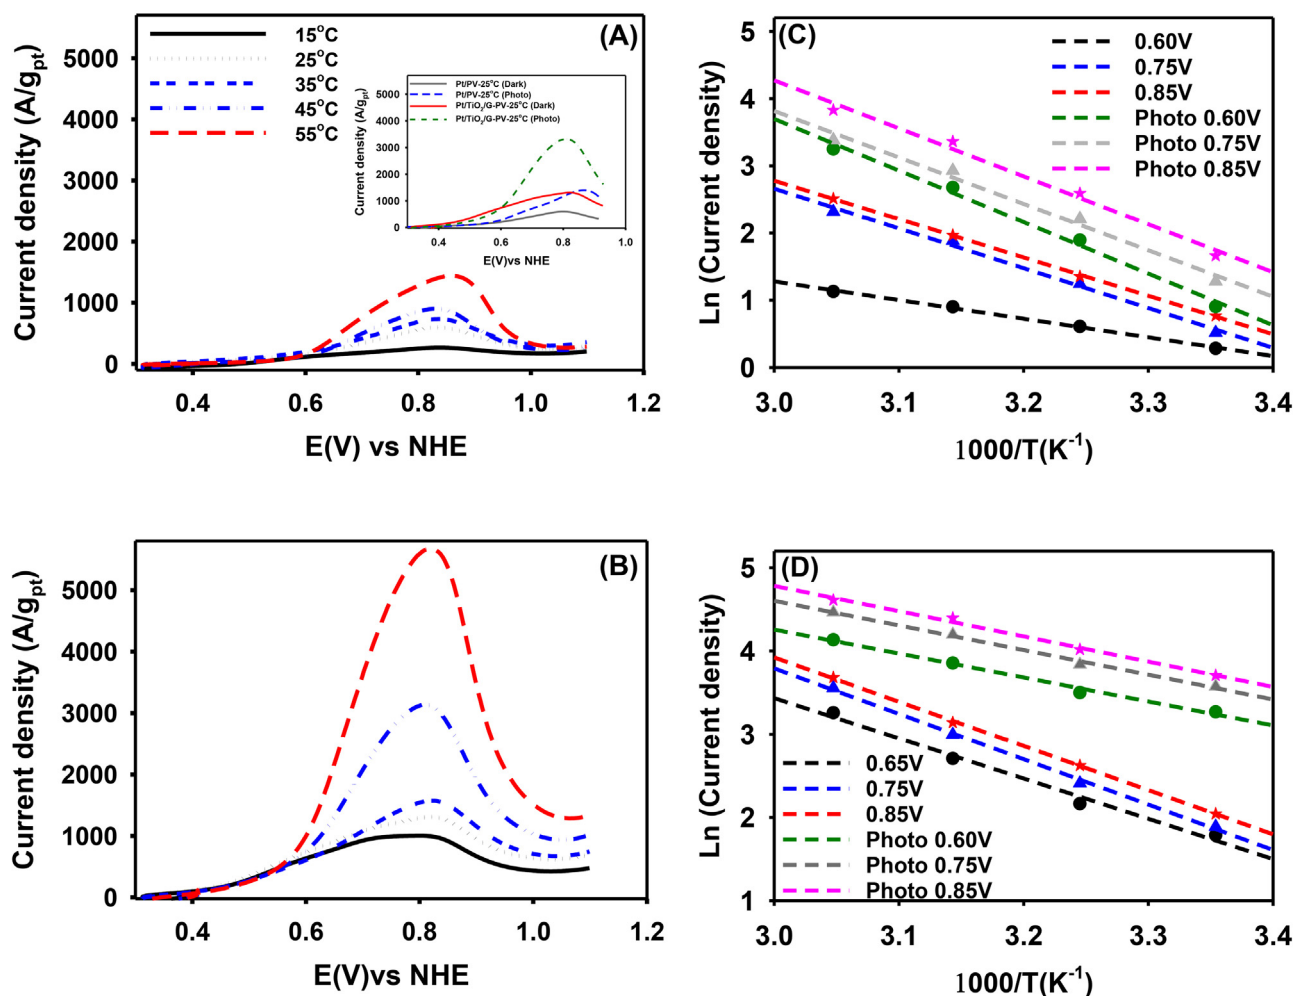 (A)
15°C
25°C
35°C
45°C
55°C
5000
4000
3000
2000
1000
0
Current density (A/gpt)
0.4 0.6 0.8 1.0 1.2
E(V) vs NHE
Pt/PV-25°C (Dark)
Pt/PV-25°C (Photo)
Pt/TiO2/G-PV-25°C (Dark)
Pt/TiO2/G-PV-25°C (Photo)
5000
4000
3000
2000
1000
0
Current density (A/gpt)
0.4 0.6 0.8 1.0
E(V)vs NHE
(C)
0.60V
0.75V
0.85V
Photo 0.60V
Photo 0.75V
Photo 0.85V
5
4
3
2
1
0
Ln (Current density)
3.0 3.1 3.2 3.3 3.4
1000/T(K-1)
(B)
5000
4000
3000
2000
1000
0
Current density (A/gpt)
0.4 0.6 0.8 1.0 1.2
E(V)vs NHE
(D)
5
4
3
2
1
Ln (Current density)
0.65V
0.75V
0.85V
Photo 0.60V
Photo 0.75V
Photo 0.85V
3.0 3.1 3.2 3.3 3.4
1000/T(K-1)